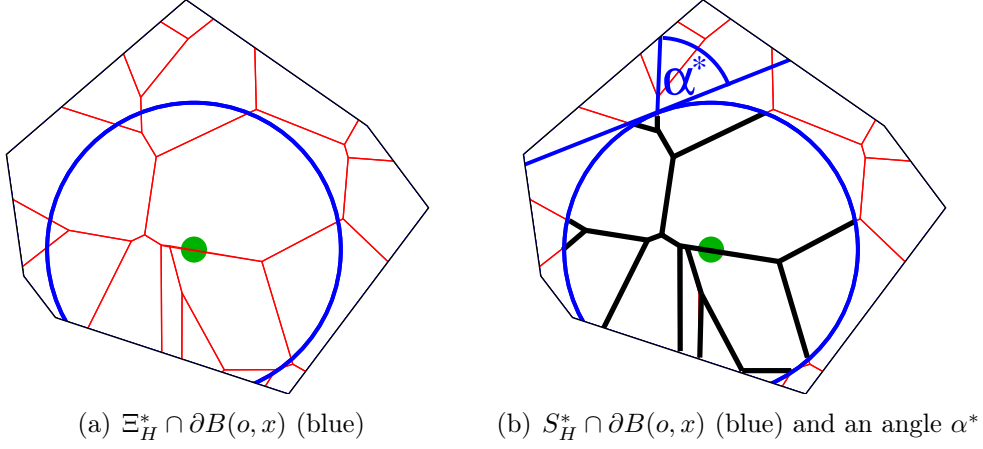 α*
(a) Ξ*_H ∩ ∂B(o, x) (blue)
(b) S*_H ∩ ∂B(o, x) (blue) and an angle α*